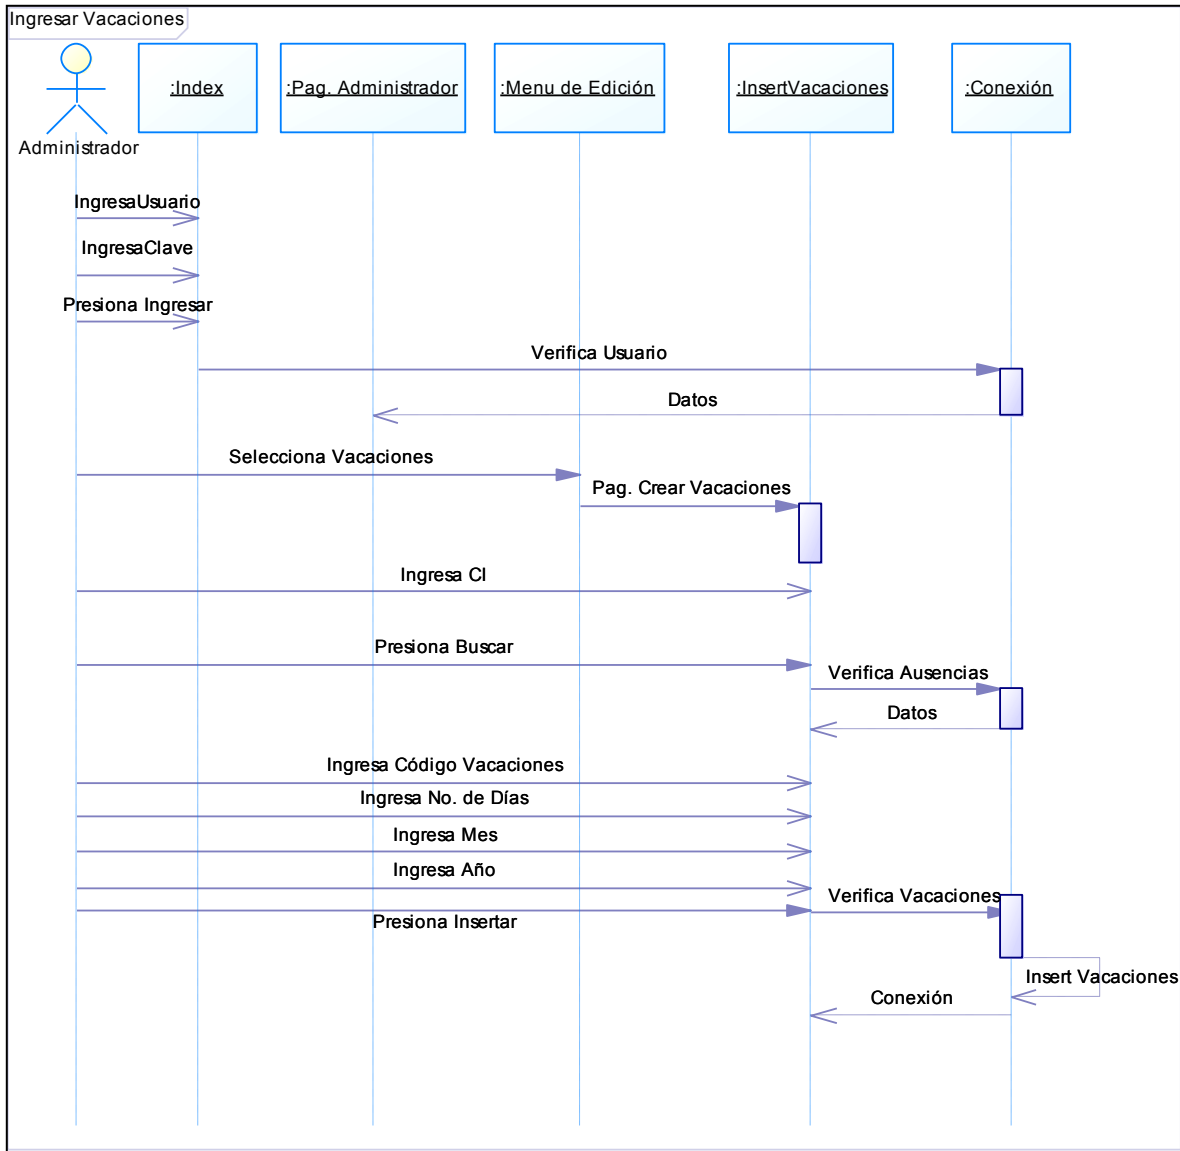 Ingresar Vacaciones
:Index
:Pag. Administrador
:Menu de Edición
:InsertVacaciones
:Conexión
Administrador
IngresaUsuario
IngresaClave
Presiona Ingresar
Verifica Usuario
Datos
Selecciona Vacaciones
Pag. Crear Vacaciones
Ingresa CI
Presiona Buscar
Verifica Ausencias
Datos
Ingresa Código Vacaciones
Ingresa No. de Días
Ingresa Mes
Ingresa Año
Verifica Vacaciones
Presiona Insertar
Insert Vacaciones
Conexión